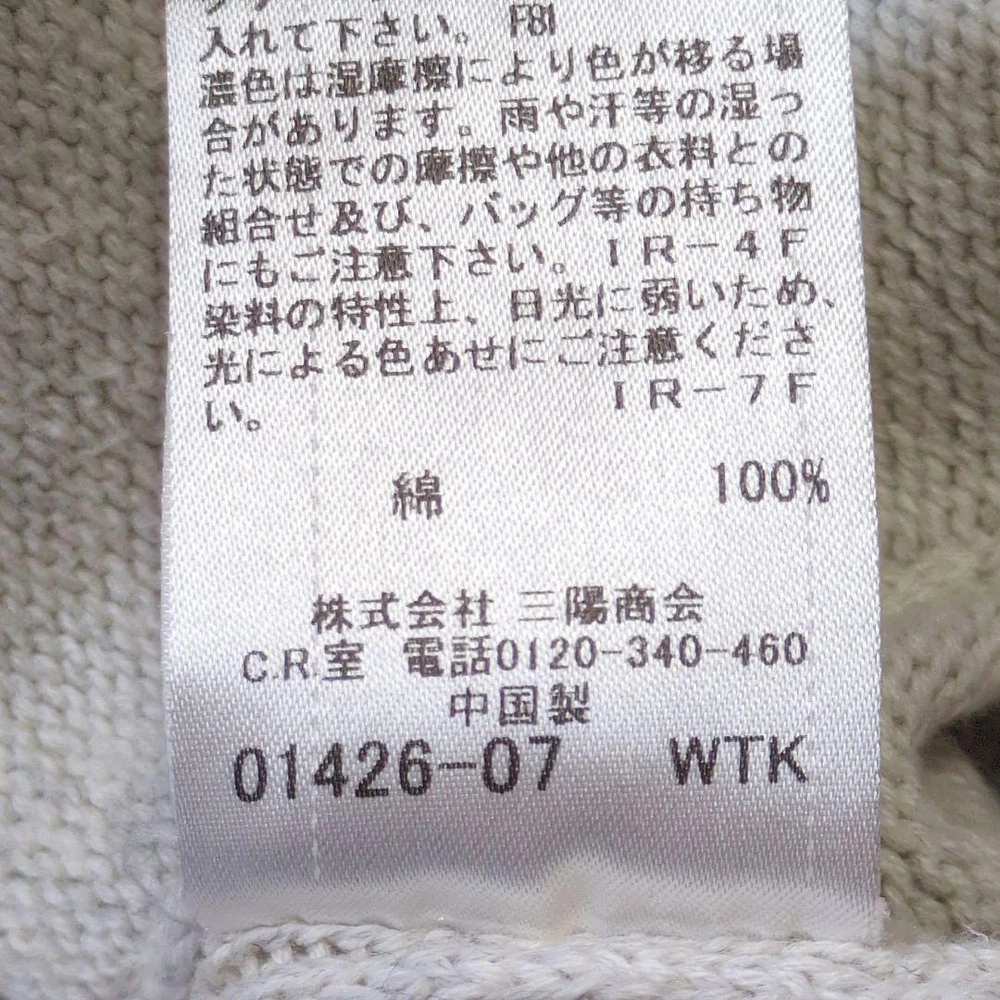 入れて下さい。 F81
濃色は湿摩擦により色が移る場
合があります。雨や汗等の湿っ
た状態での摩擦や他の衣料との
組合せ及び、バッグ等の持ち物
にもご注意下さい。IR-4F
染料の特性上、日光に弱いため、
光による色あせにご注意くださ
い。 IR-7F
綿 100%
株式会社 三陽商会
C.R.室 電話0120-340-460
中国製
01426-07 WTK